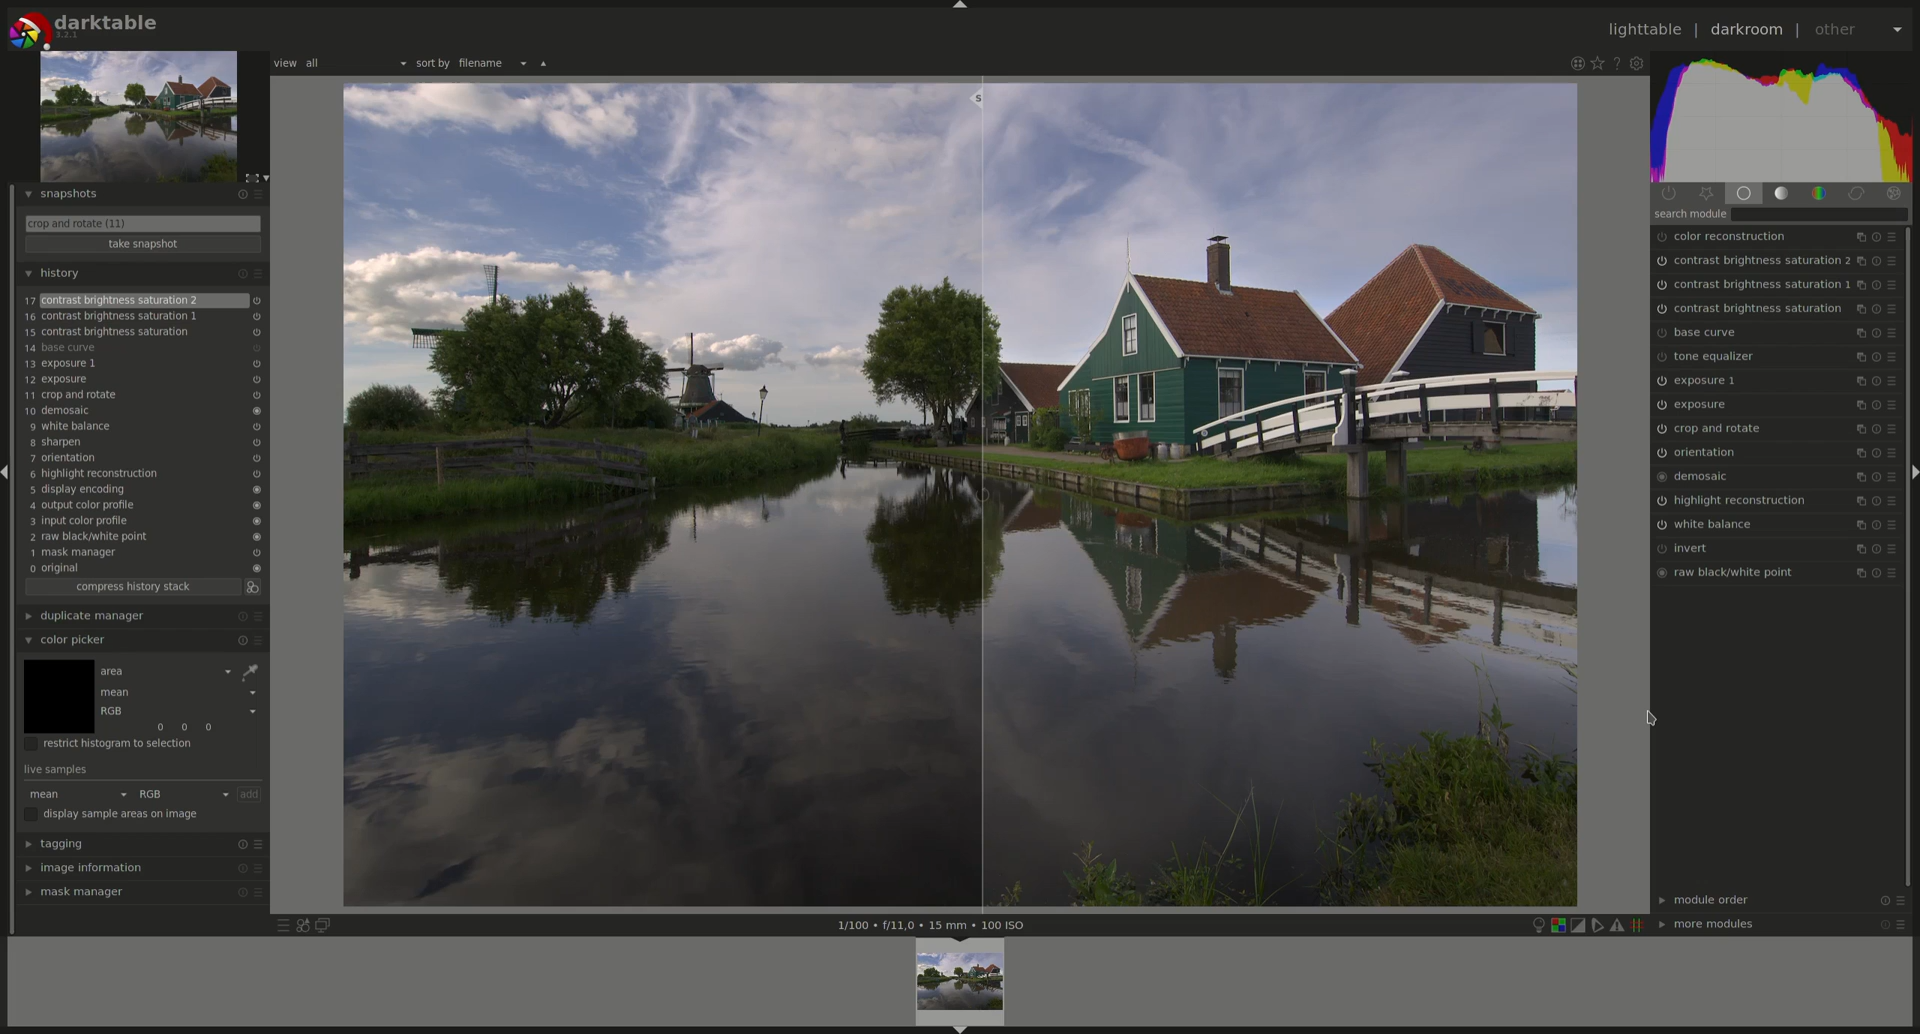 darktable
3.2.1
lighttable | darkroom | other
view all sort by filename
S
snapshots
crop and rotate (11)
take snapshot
history
17 contrast brightness saturation 2
16 contrast brightness saturation 1
15 contrast brightness saturation
14 base curve
13 exposure 1
12 exposure
11 crop and rotate
10 demosaic
9 white balance
8 sharpen
7 orientation
6 highlight reconstruction
5 display encoding
4 output color profile
3 input color profile
2 raw black/white point
1 mask manager
0 original
compress history stack
duplicate manager
color picker
area
mean
RGB
0 0 0
restrict histogram to selection
live samples
mean RGB add
display sample areas on image
tagging
image information
mask manager
1/100 • f/11,0 • 15 mm • 100 ISO
search module
color reconstruction
contrast brightness saturation 2
contrast brightness saturation 1
contrast brightness saturation
base curve
tone equalizer
exposure 1
exposure
crop and rotate
orientation
demosaic
highlight reconstruction
white balance
invert
raw black/white point
module order
more modules